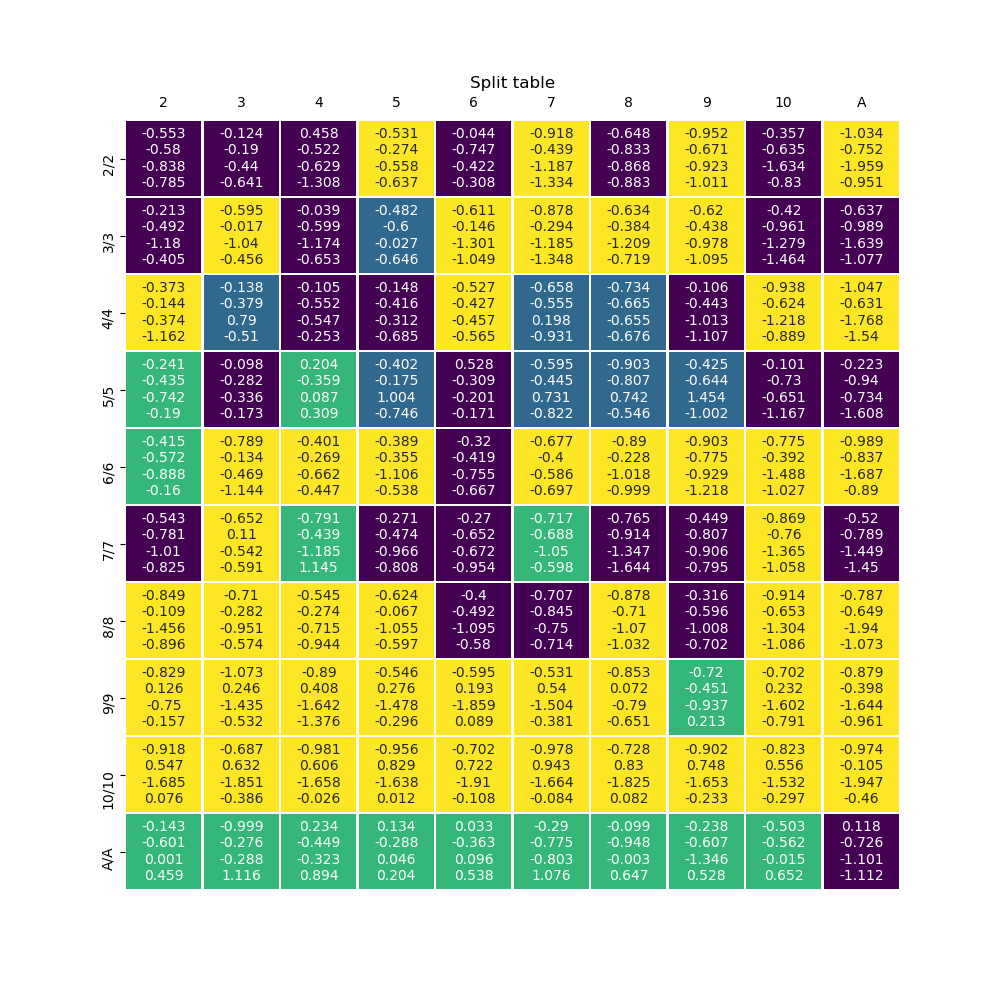 Split table
2 3 4 5 6 7 8 9 10 A
-0.553 -0.124 0.458 -0.531 -0.044 -0.918 -0.648 -0.952 -0.357 -1.034
-0.58 -0.19 -0.522 -0.274 -0.747 -0.439 -0.833 -0.671 -0.635 -0.752
2/2
-0.838 -0.44 -0.629 -0.558 -0.422 -1.187 -0.868 -0.923 -1.634 -1.959
-0.785 -0.641 -1.308 -0.637 -0.308 -1.334 -0.883 -1.011 -0.83 -0.951
-0.213 -0.595 -0.039 -0.482 -0.611 -0.878 -0.634 -0.62 -0.42 -0.637
-0.492 -0.017 -0.599 -0.6 -0.146 -0.294 -0.384 -0.438 -0.961 -0.989
3/3
-1.18 -1.04 -1.174 -0.027 -1.301 -1.185 -1.209 -0.978 -1.279 -1.639
-0.405 -0.456 -0.653 -0.646 -1.049 -1.348 -0.719 -1.095 -1.464 -1.077
-0.373 -0.138 -0.105 -0.148 -0.527 -0.658 -0.734 -0.106 -0.938 -1.047
-0.144 -0.379 -0.552 -0.416 -0.427 -0.555 -0.665 -0.443 -0.624 -0.631
4/4
-0.374 0.79 -0.547 -0.312 -0.457 0.198 -0.655 -1.013 -1.218 -1.768
-1.162 -0.51 -0.253 -0.685 -0.565 -0.931 -0.676 -1.107 -0.889 -1.54
-0.241 -0.098 0.204 -0.402 0.528 -0.595 -0.903 -0.425 -0.101 -0.223
-0.435 -0.282 -0.359 -0.175 -0.309 -0.445 -0.807 -0.644 -0.73 -0.94
5/5
-0.742 -0.336 0.087 1.004 -0.201 0.731 0.742 1.454 -0.651 -0.734
-0.19 -0.173 0.309 -0.746 -0.171 -0.822 -0.546 -1.002 -1.167 -1.608
-0.415 -0.789 -0.401 -0.389 -0.32 -0.677 -0.89 -0.903 -0.775 -0.989
-0.572 -0.134 -0.269 -0.355 -0.419 -0.4 -0.228 -0.775 -0.392 -0.837
6/6
-0.888 -0.469 -0.662 -1.106 -0.755 -0.586 -1.018 -0.929 -1.488 -1.687
-0.16 -1.144 -0.447 -0.538 -0.667 -0.697 -0.999 -1.218 -1.027 -0.89
-0.543 -0.652 -0.791 -0.271 -0.27 -0.717 -0.765 -0.449 -0.869 -0.52
-0.781 0.11 -0.439 -0.474 -0.652 -0.688 -0.914 -0.807 -0.76 -0.789
7/7
-1.01 -0.542 -1.185 -0.966 -0.672 -1.05 -1.347 -0.906 -1.365 -1.449
-0.825 -0.591 1.145 -0.808 -0.954 -0.598 -1.644 -0.795 -1.058 -1.45
-0.849 -0.71 -0.545 -0.624 -0.4 -0.707 -0.878 -0.316 -0.914 -0.787
-0.109 -0.282 -0.274 -0.067 -0.492 -0.845 -0.71 -0.596 -0.653 -0.649
8/8
-1.456 -0.951 -0.715 -1.055 -1.095 -0.75 -1.07 -1.008 -1.304 -1.94
-0.896 -0.574 -0.944 -0.597 -0.58 -0.714 -1.032 -0.702 -1.086 -1.073
-0.829 -1.073 -0.89 -0.546 -0.595 -0.531 -0.853 -0.72 -0.702 -0.879
0.126 0.246 0.408 0.276 0.193 0.54 0.072 -0.451 0.232 -0.398
9/9
-0.75 -1.435 -1.642 -1.478 -1.859 -1.504 -0.79 -0.937 -1.602 -1.644
-0.157 -0.532 -1.376 -0.296 0.089 -0.381 -0.651 0.213 -0.791 -0.961
-0.918 -0.687 -0.981 -0.956 -0.702 -0.978 -0.728 -0.902 -0.823 -0.974
0.547 0.632 0.606 0.829 0.722 0.943 0.83 0.748 0.556 -0.105
10/10
-1.685 -1.851 -1.658 -1.638 -1.91 -1.664 -1.825 -1.653 -1.532 -1.947
0.076 -0.386 -0.026 0.012 -0.108 -0.084 0.082 -0.233 -0.297 -0.46
-0.143 -0.999 0.234 0.134 0.033 -0.29 -0.099 -0.238 -0.503 0.118
-0.601 -0.276 -0.449 -0.288 -0.363 -0.775 -0.948 -0.607 -0.562 -0.726
A/A
0.001 -0.288 -0.323 0.046 0.096 -0.803 -0.003 -1.346 -0.015 -1.101
0.459 1.116 0.894 0.204 0.538 1.076 0.647 0.528 0.652 -1.112